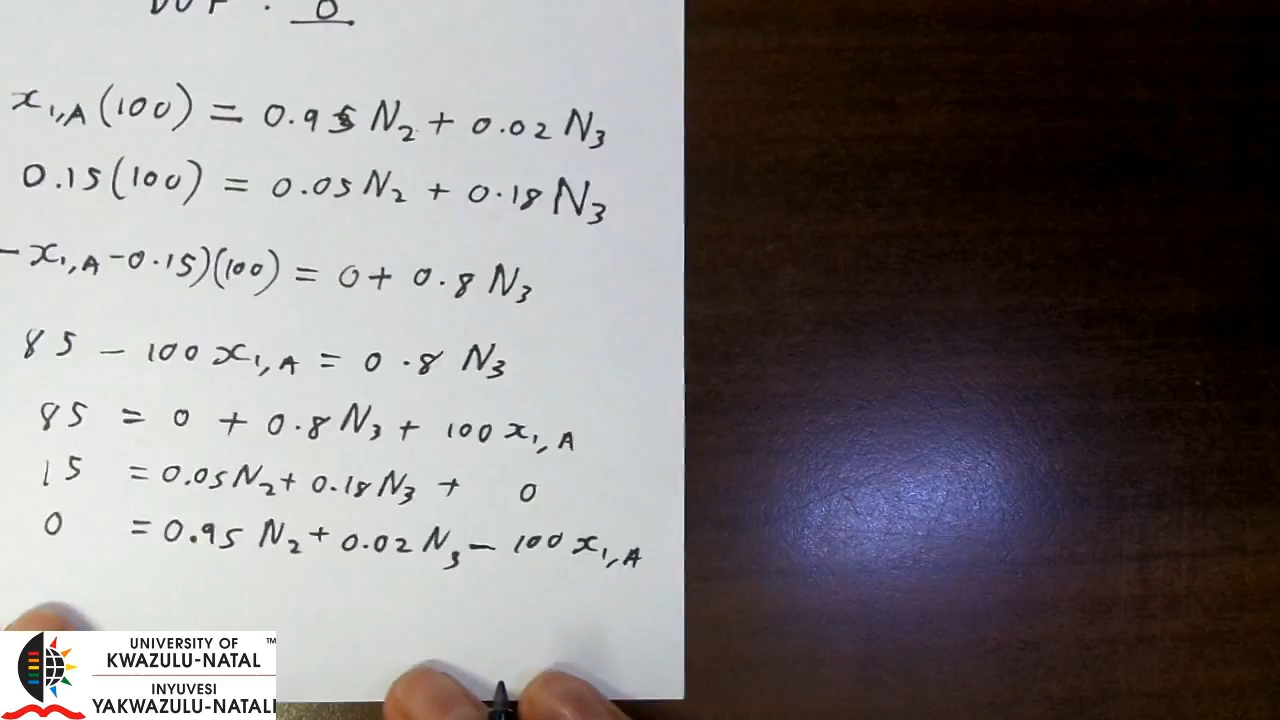 DOF : 0
x₁,A (100) = 0.95 N₂ + 0.02 N₃
0.15 (100) = 0.05 N₂ + 0.18 N₃
- x₁,A - 0.15)(100) = 0 + 0.8 N₃
85 - 100 x₁,A = 0.8 N₃
85 = 0 + 0.8 N₃ + 100 x₁,A
15 = 0.05 N₂ + 0.18 N₃ + 0
0 = 0.95 N₂ + 0.02 N₃ - 100 x₁,A
UNIVERSITY OF ™
KWAZULU-NATAL
INYUVESI
YAKWAZULU-NATALI